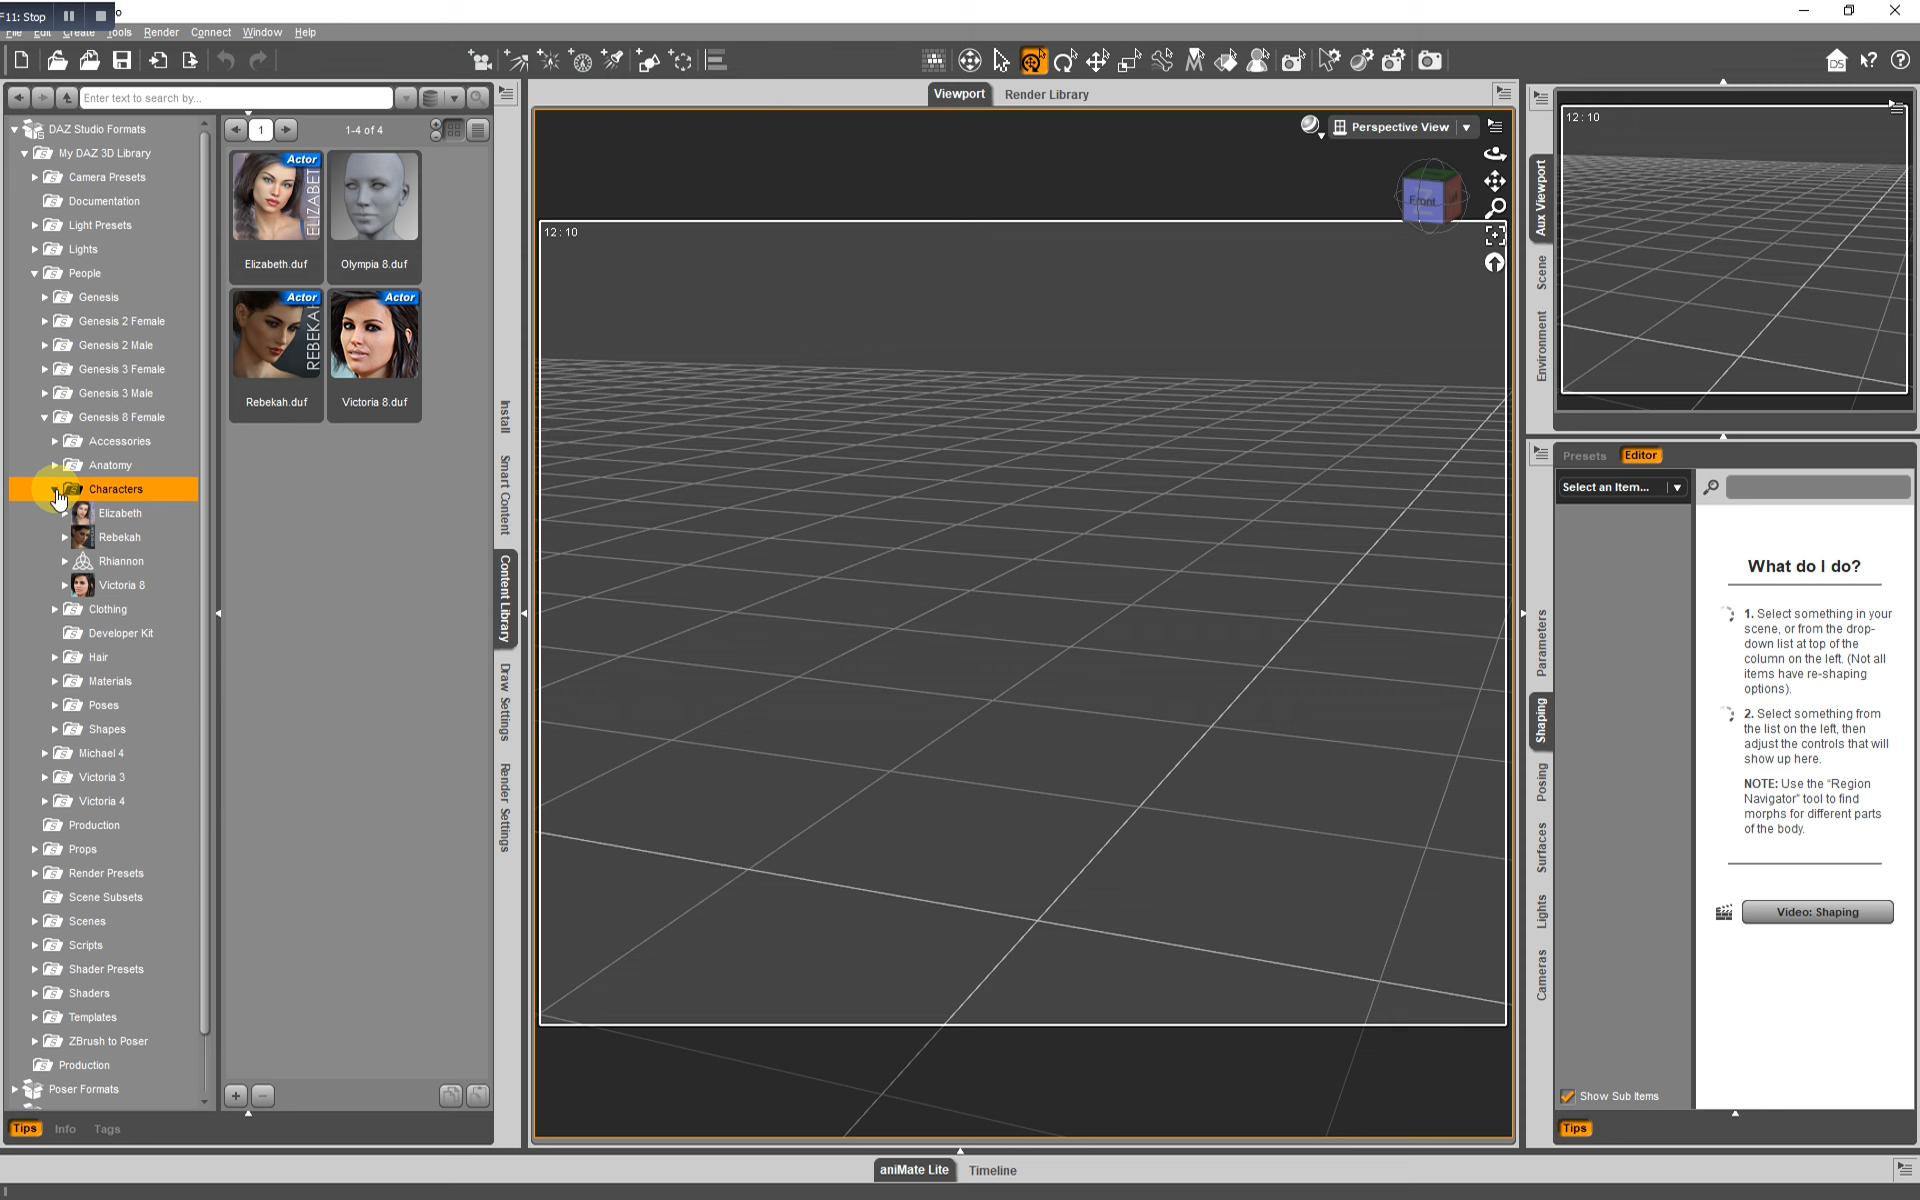 F11: Stop
o
File Edit Create Tools Render Connect Window Help
Enter text to search by...
Viewport
Render Library
DAZ Studio Formats
My DAZ 3D Library
Camera Presets
Documentation
Light Presets
Lights
People
Genesis
Genesis 2 Female
Genesis 2 Male
Genesis 3 Female
Genesis 3 Male
Genesis 8 Female
Accessories
Anatomy
Characters
Elizabeth
Rebekah
Rhiannon
Victoria 8
Clothing
Developer Kit
Hair
Materials
Poses
Shapes
Michael 4
Victoria 3
Victoria 4
Production
Props
Render Presets
Scene Subsets
Scenes
Scripts
Shader Presets
Shaders
Templates
ZBrush to Poser
Production
Poser Formats
Tips Info Tags
1
1-4 of 4
Actor
ELIZABET
Elizabeth.duf
Olympia 8.duf
Actor
REBEKAH
Rebekah.duf
Actor
Victoria 8.duf
Install
Smart Content
Content Library
Draw Settings
Render Settings
Perspective View
Front
12 : 10
12 : 10
Aux Viewport
Scene
Environment
Presets Editor
Select an Item...
What do I do?
1. Select something in your
scene, or from the drop-
down list at top of the
column on the left. (Not all
items have re-shaping
options).
2. Select something from
the list on the left, then
adjust the controls that will
show up here.
NOTE: Use the "Region
Navigator" tool to find
morphs for different parts
of the body.
Video: Shaping
Parameters
Shaping
Posing
Surfaces
Lights
Cameras
Show Sub Items
Tips
aniMate Lite
Timeline
DS